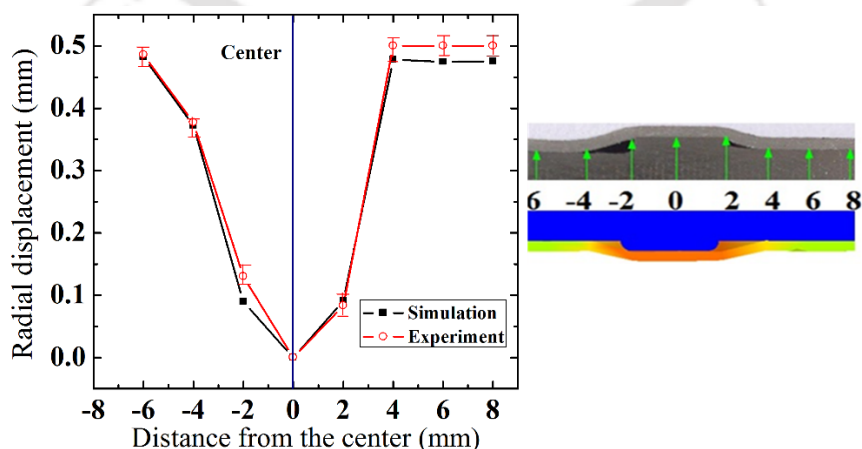 0.5
0.4
0.3
0.2
0.1
0.0
Radial displacement (mm)
Center
Simulation
Experiment
-8 -6 -4 -2 0 2 4 6 8
Distance from the center (mm)
6 -4 -2 0 2 4 6 8